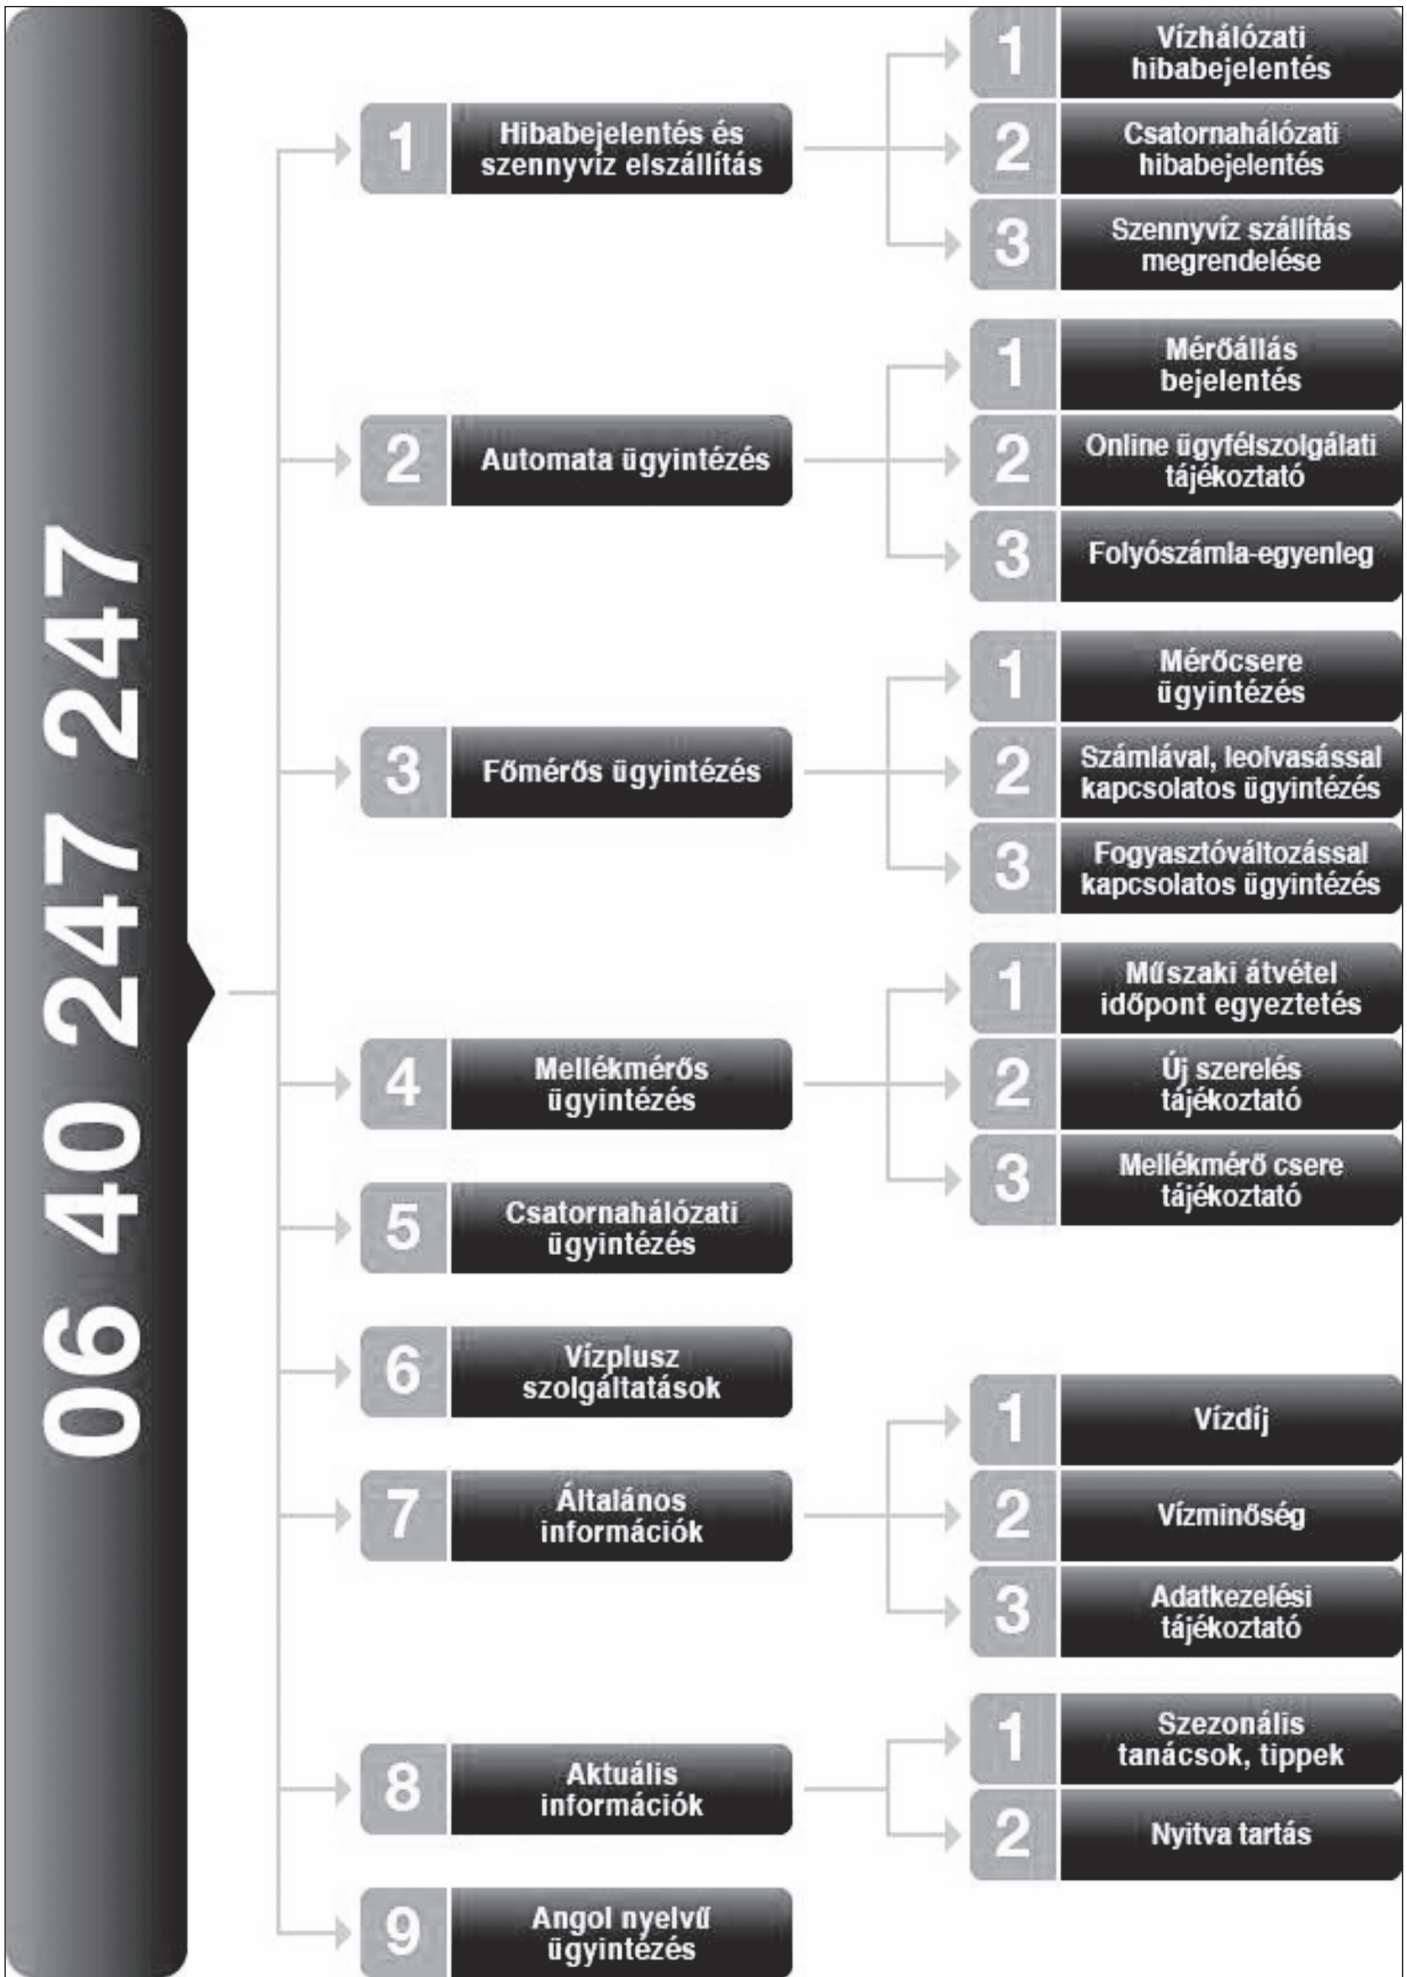 06 40 247 247
1
Hibabejelentés és
szennyvíz elszállítás
1
Vízhálózati
hibabejelentés
2
Csatornahálózati
hibabejelentés
3
Szennyvíz szállítás
megrendelése
2
Automata ügyintézés
1
Mérőállás
bejelentés
2
Online ügyfélszolgálati
tájékoztató
3
Folyószámla-egyenleg
3
Főmérős ügyintézés
1
Mérőcsere
ügyintézés
2
Számlával, leolvasással
kapcsolatos ügyintézés
3
Fogyasztóváltozással
kapcsolatos ügyintézés
4
Mellékmérős
ügyintézés
1
Műszaki átvétel
időpont egyeztetés
2
Új szerelés
tájékoztató
3
Mellékmérő csere
tájékoztató
5
Csatornahálózati
ügyintézés
6
Vízplusz
szolgáltatások
7
Általános
információk
1
Vízdíj
2
Vízminőség
3
Adatkezelési
tájékoztató
8
Aktuális
információk
1
Szezonális
tanácsok, tippek
2
Nyitva tartás
9
Angol nyelvű
ügyintézés